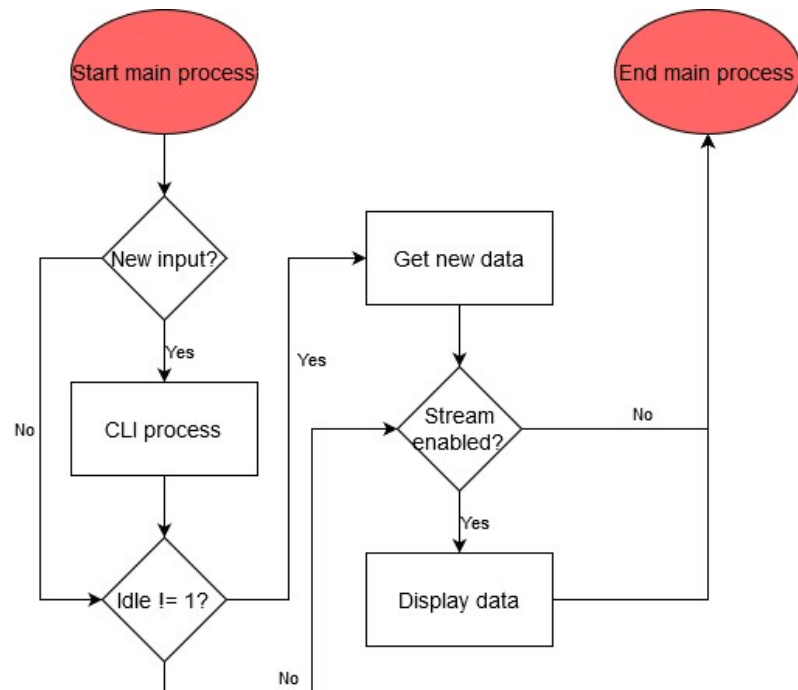 Start main process
End main process
New input?
Get new data
Yes
Yes
CLI process
No
Stream
enabled?
No
Yes
Idle != 1?
Display data
No